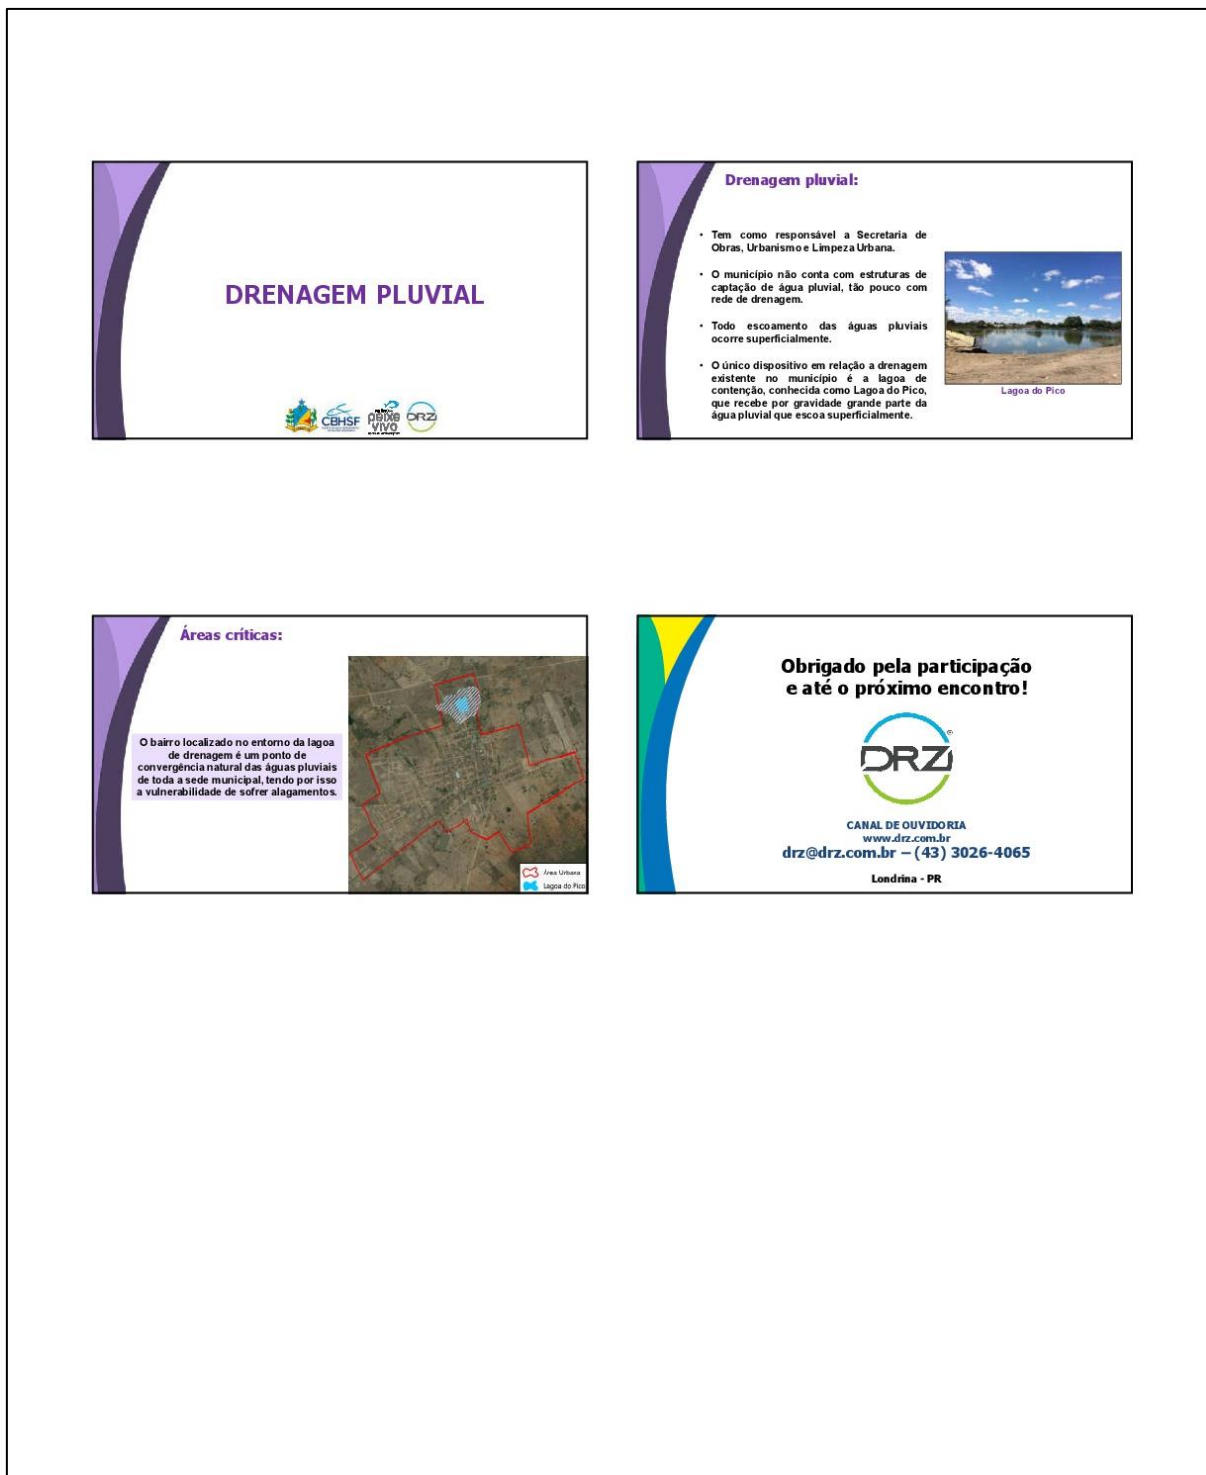 DRENAGEM PLUVIAL
CBHSF
peixe
vivo
DRZ
Drenagem pluvial:
• Tem como responsável a Secretaria de
Obras, Urbanismo e Limpeza Urbana.
• O município não conta com estruturas de
captação de água pluvial, tão pouco com
rede de drenagem.
• Todo escoamento das águas pluviais
ocorre superficialmente.
• O único dispositivo em relação a drenagem
existente no município é a lagoa de
contenção, conhecida como Lagoa do Pico,
que recebe por gravidade grande parte da
água pluvial que escoa superficialmente.
Lagoa do Pico
Áreas críticas:
O bairro localizado no entorno da lagoa
de drenagem é um ponto de
convergência natural das águas pluviais
de toda a sede municipal, tendo por isso
a vulnerabilidade de sofrer alagamentos.
Área Urbana
Lagoa do Pico
Obrigado pela participação
e até o próximo encontro!
DRZ®
CANAL DE OUVIDORIA
www.drz.com.br
drz@drz.com.br – (43) 3026-4065
Londrina - PR